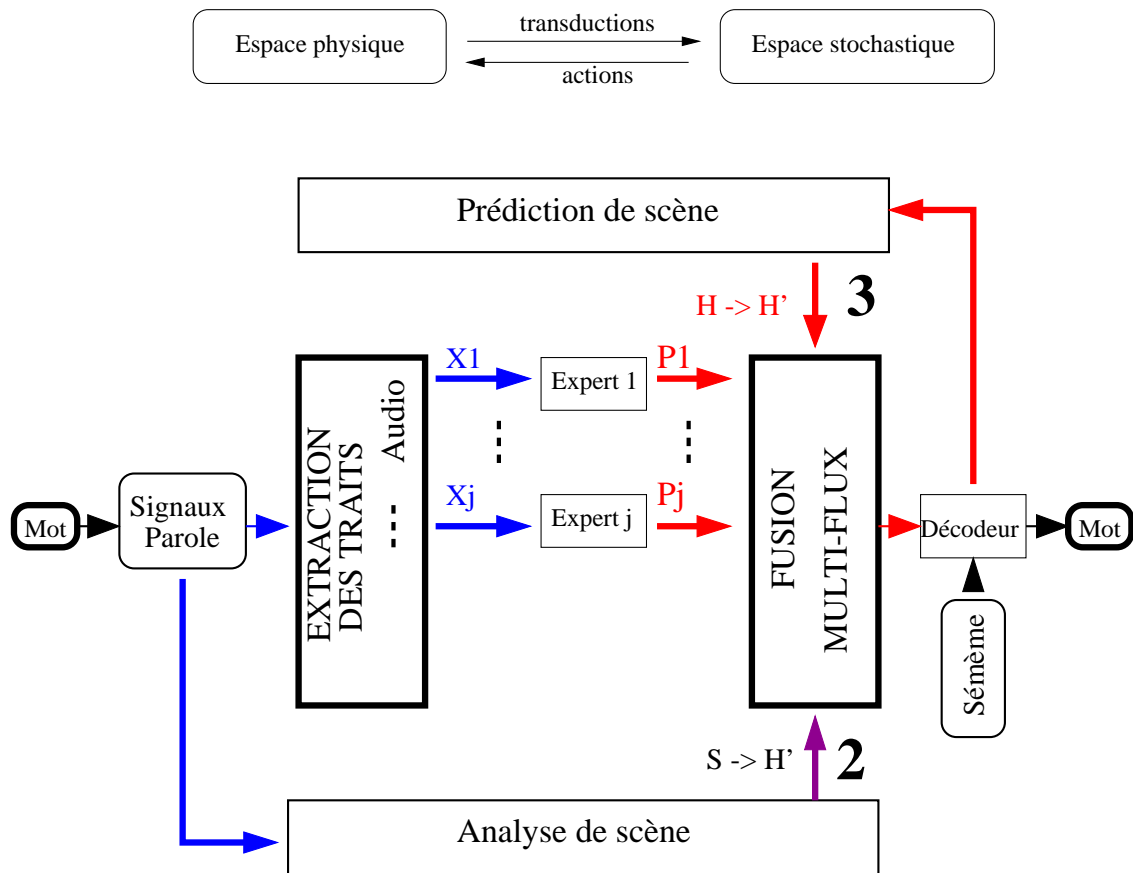 Espace physique
transductions
actions
Espace stochastique
Prédiction de scène
H -> H'
3
X1
Expert 1
P1
EXTRACTION
DES TRAITS
Audio
Mot
Signaux
Parole
Xj
Expert j
Pj
FUSION
MULTI-FLUX
Décodeur
Mot
Sémème
S -> H'
2
Analyse de scène